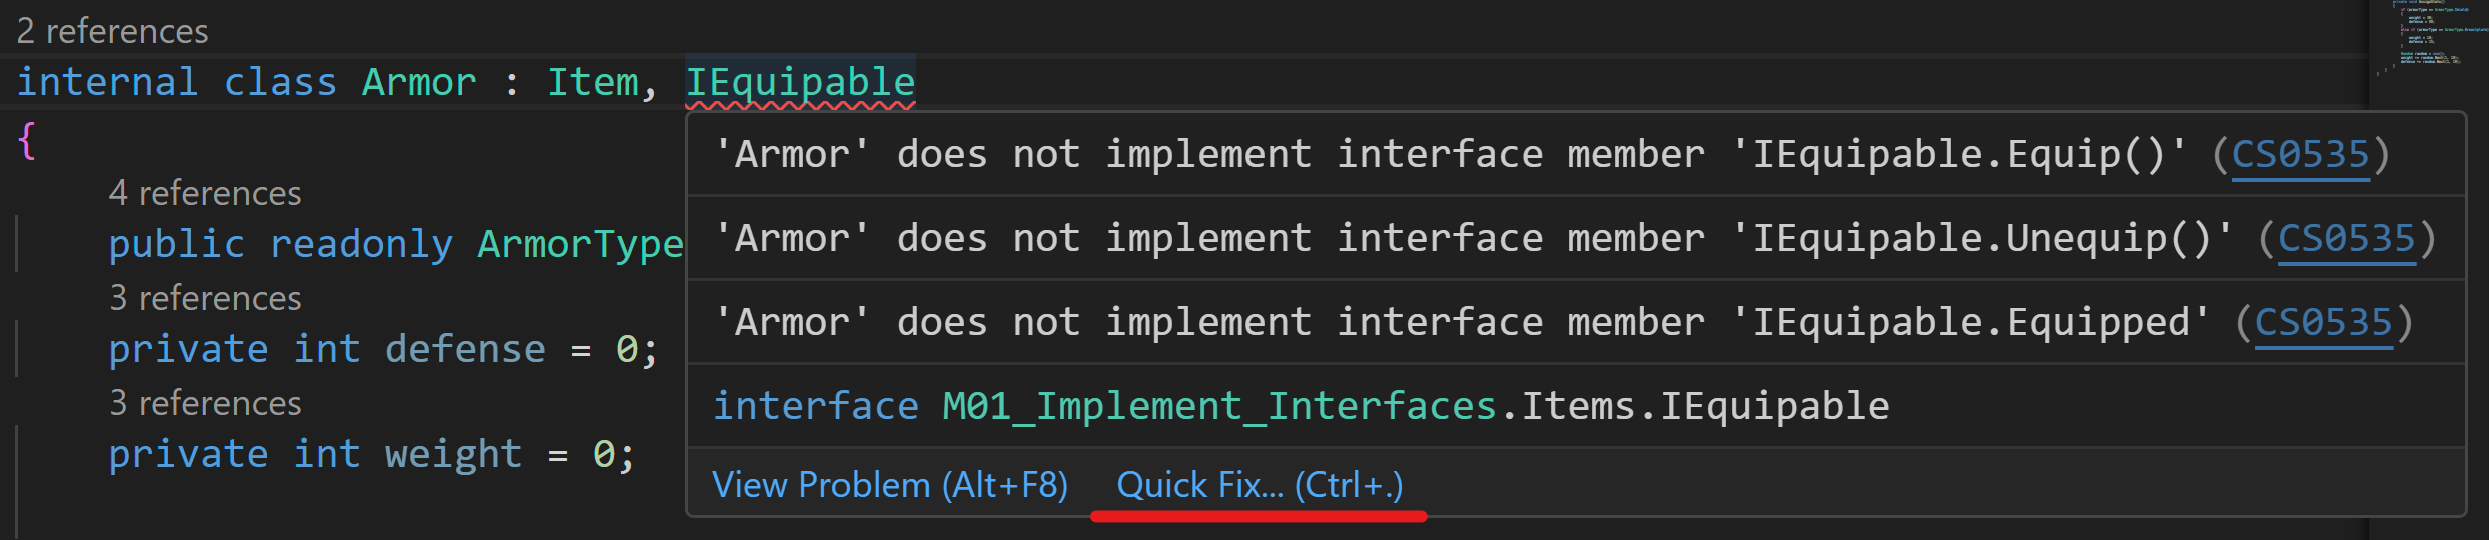 2 references
internal class Armor : Item, IEquipable
{
'Armor' does not implement interface member 'IEquipable.Equip()' (CS0535)
4 references
public readonly ArmorType
'Armor' does not implement interface member 'IEquipable.Unequip()' (CS0535)
3 references
private int defense = 0;
'Armor' does not implement interface member 'IEquipable.Equipped' (CS0535)
3 references
private int weight = 0;
interface M01_Implement_Interfaces.Items.IEquipable
View Problem (Alt+F8) Quick Fix... (Ctrl+.)